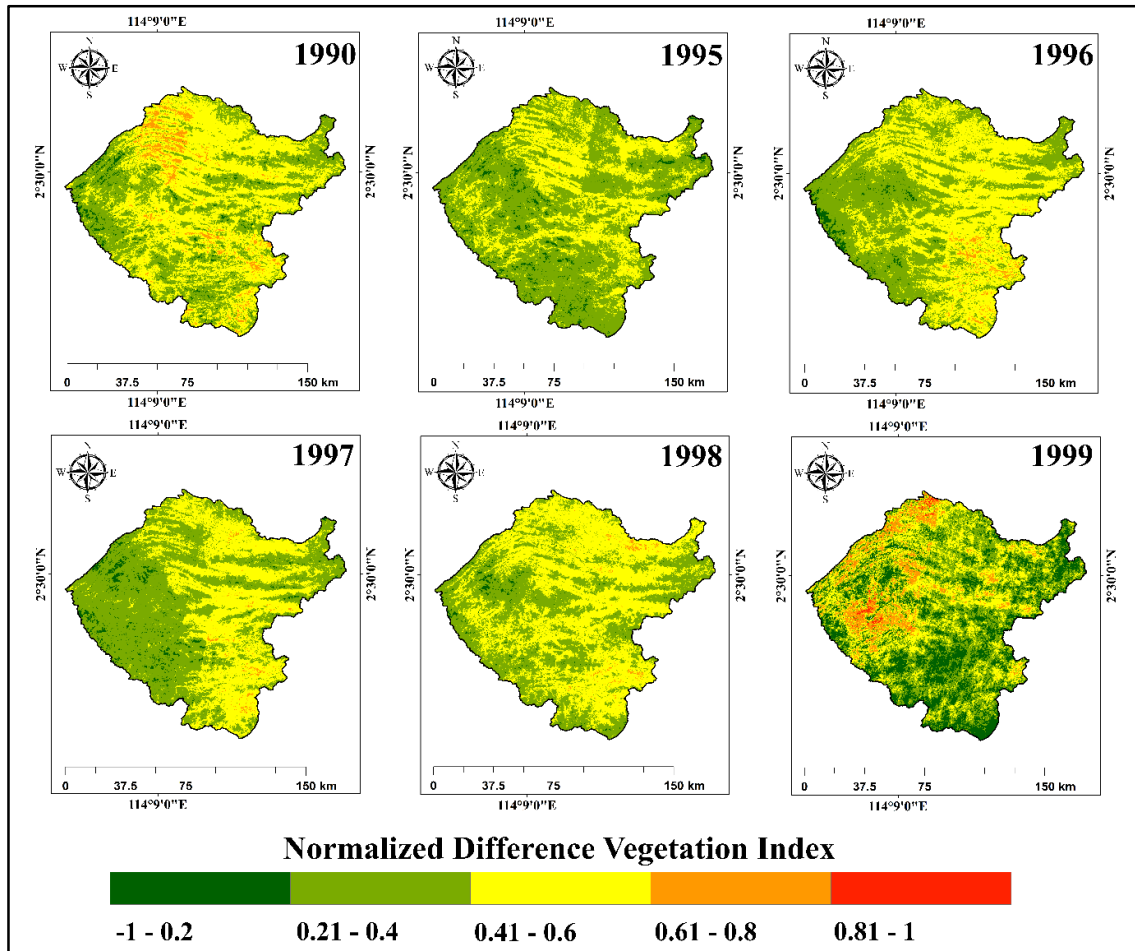 114°9'0"E
114°9'0"E
114°9'0"E
1990
1995
1996
N
W E
S
N
W E
S
N
W E
S
2°30'0"N
2°30'0"N
2°30'0"N
2°30'0"N
2°30'0"N
2°30'0"N
0 37.5 75 150 km
0 37.5 75 150 km
0 37.5 75 150 km
114°9'0"E
114°9'0"E
114°9'0"E
114°9'0"E
114°9'0"E
114°9'0"E
1997
1998
1999
N
W E
S
N
W E
S
N
W E
S
2°30'0"N
2°30'0"N
2°30'0"N
2°30'0"N
2°30'0"N
2°30'0"N
0 37.5 75 150 km
0 37.5 75 150 km
0 37.5 75 150 km
114°9'0"E
114°9'0"E
114°9'0"E
Normalized Difference Vegetation Index
-1 - 0.2 0.21 - 0.4 0.41 - 0.6 0.61 - 0.8 0.81 - 1